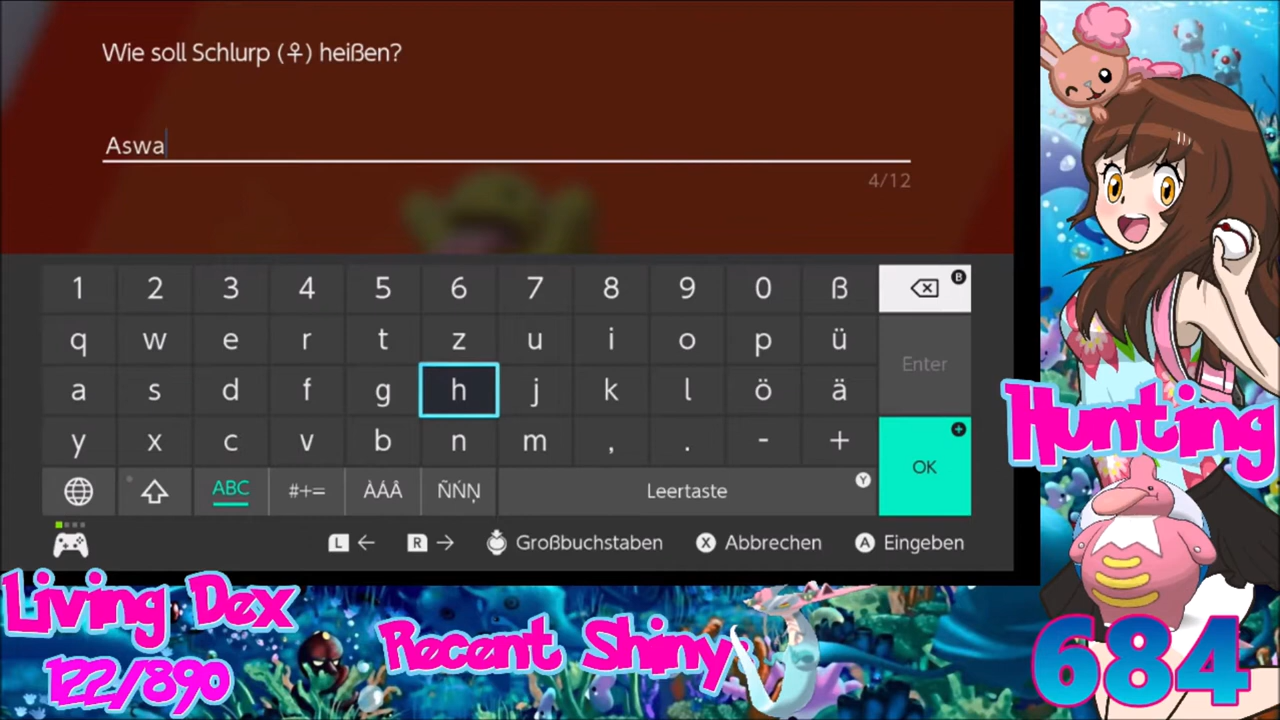 Wie soll Schlurp (♀) heißen?
Aswa
4/12
1 2 3 4 5 6 7 8 9 0 ß B
q w e r t z u i o p ü Enter
a s d f g h j k l ö ä
y x c v b n m , . - + OK
ABC #+= ÀÁÂ ÑŃŅ Leertaste Y
L ← R → Großbuchstaben X Abbrechen A Eingeben
Hunting
684
Living Dex
122/890
Recent Shiny